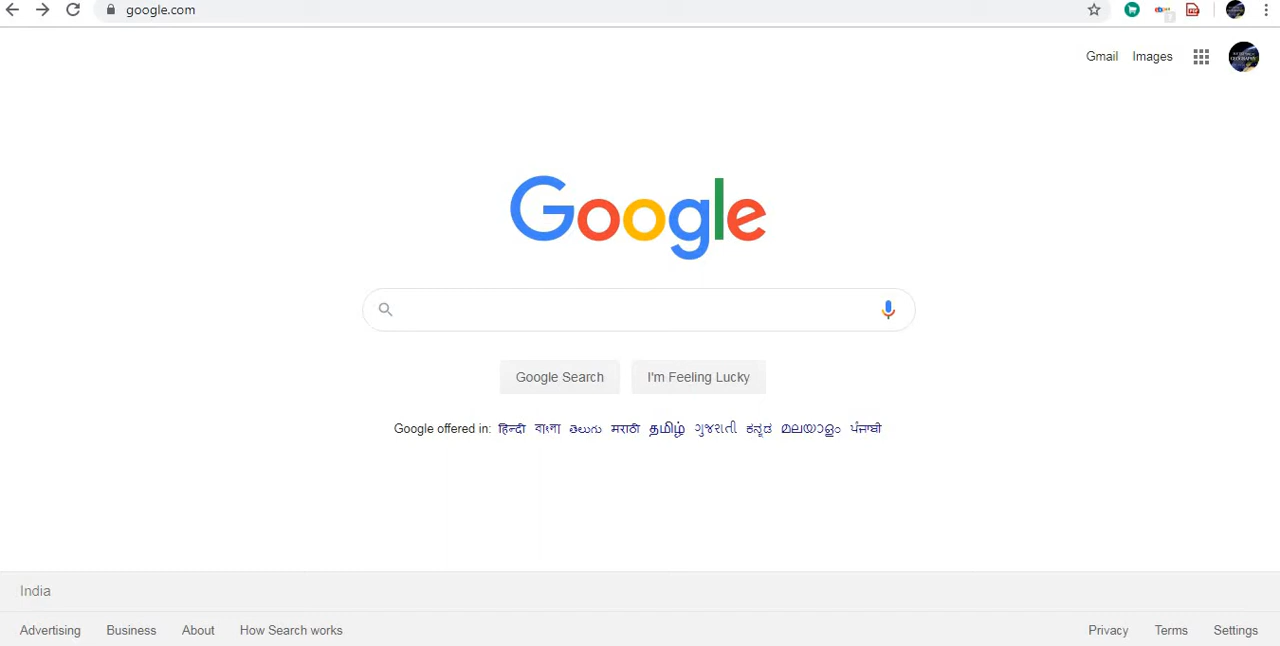 google.com
Gmail Images
Google
Google Search I'm Feeling Lucky
Google offered in: हिन्दी বাংলা తెలుగు मराठी தமிழ் ગુજરાતી ಕನ್ನಡ മലയാളം ਪੰਜਾਬੀ
India
Advertising Business About How Search works Privacy Terms Settings